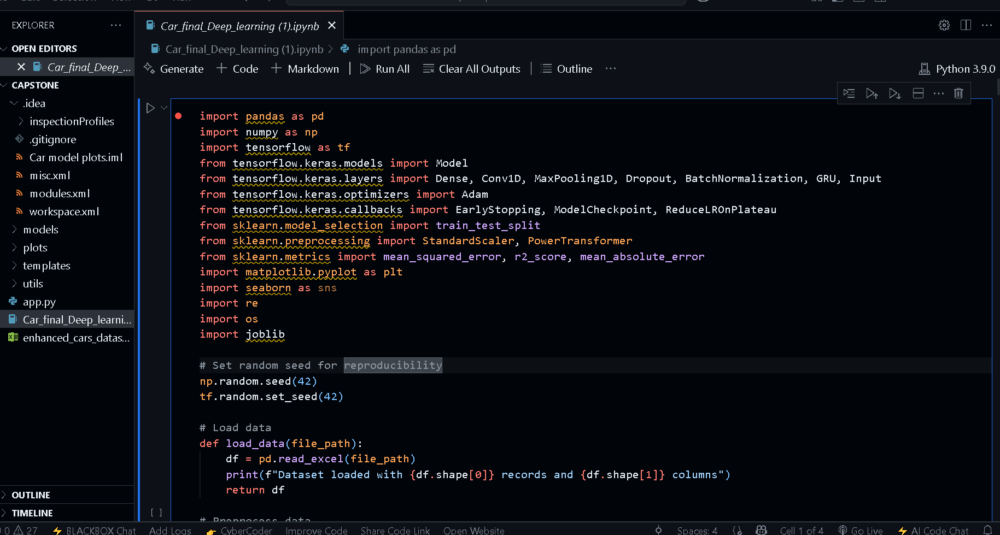 EXPLORER
OPEN EDITORS
Car_final_Deep_...
CAPSTONE
.idea
inspectionProfiles
.gitignore
Car model plots.iml
misc.xml
modules.xml
workspace.xml
models
plots
templates
utils
app.py
Car_final_Deep_learni...
enhanced_cars_datas...
OUTLINE
TIMELINE
Car_final_Deep_learning (1).ipynb
Car_final_Deep_learning (1).ipynb > import pandas as pd
Generate + Code + Markdown | Run All Clear All Outputs | Outline ...
Python 3.9.0
import pandas as pd
import numpy as np
import tensorflow as tf
from tensorflow.keras.models import Model
from tensorflow.keras.layers import Dense, Conv1D, MaxPooling1D, Dropout, BatchNormalization, GRU, Input
from tensorflow.keras.optimizers import Adam
from tensorflow.keras.callbacks import EarlyStopping, ModelCheckpoint, ReduceLROnPlateau
from sklearn.model_selection import train_test_split
from sklearn.preprocessing import StandardScaler, PowerTransformer
from sklearn.metrics import mean_squared_error, r2_score, mean_absolute_error
import matplotlib.pyplot as plt
import seaborn as sns
import re
import os
import joblib
# Set random seed for reproducibility
np.random.seed(42)
tf.random.set_seed(42)
# Load data
def load_data(file_path):
    df = pd.read_excel(file_path)
    print(f"Dataset loaded with {df.shape[0]} records and {df.shape[1]} columns")
    return df
[ ]
# Preprocess data
0 27 BLACKBOX Chat Add Logs CyberCoder Improve Code Share Code Link Open Website
Spaces: 4 Cell 1 of 4 Go Live AI Code Chat